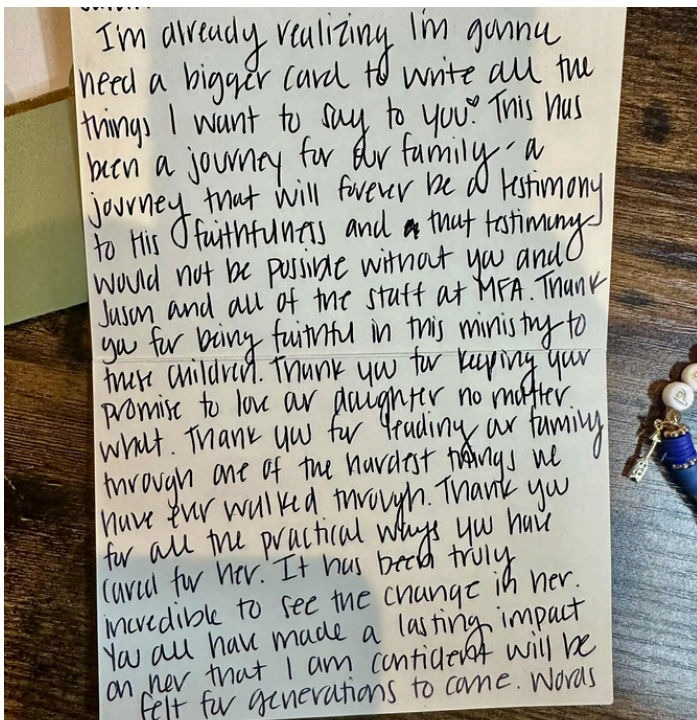 I'm already realizing I'm gonna
need a bigger card to write all the
things I want to say to you! This has
been a journey for our family - a
journey that will forever be a testimony
to His faithfulness and that testimony
would not be possible without you and
Jason and all of the staff at MFA. Thank
you for being faithful in this ministry to
these children. Thank you for keeping your
promise to love our daughter no matter
what. Thank you for leading our family
through one of the hardest things we
have ever walked through. Thank you
for all the practical ways you have
cared for her. It has been truly
incredible to see the change in her.
You all have made a lasting impact
on her that I am confident will be
felt for generations to come. Words